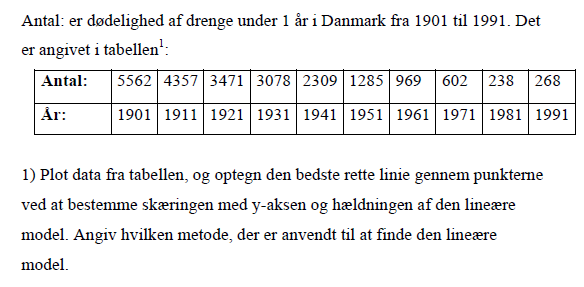 Antal: er dødelighed af drenge under 1 år i Danmark fra 1901 til 1991. Det
er angivet i tabellen¹:
Antal: 5562 4357 3471 3078 2309 1285 969 602 238 268
År: 1901 1911 1921 1931 1941 1951 1961 1971 1981 1991
1) Plot data fra tabellen, og optegn den bedste rette linie gennem punkterne
ved at bestemme skæringen med y-aksen og hældningen af den lineære
model. Angiv hvilken metode, der er anvendt til at finde den lineære
model.